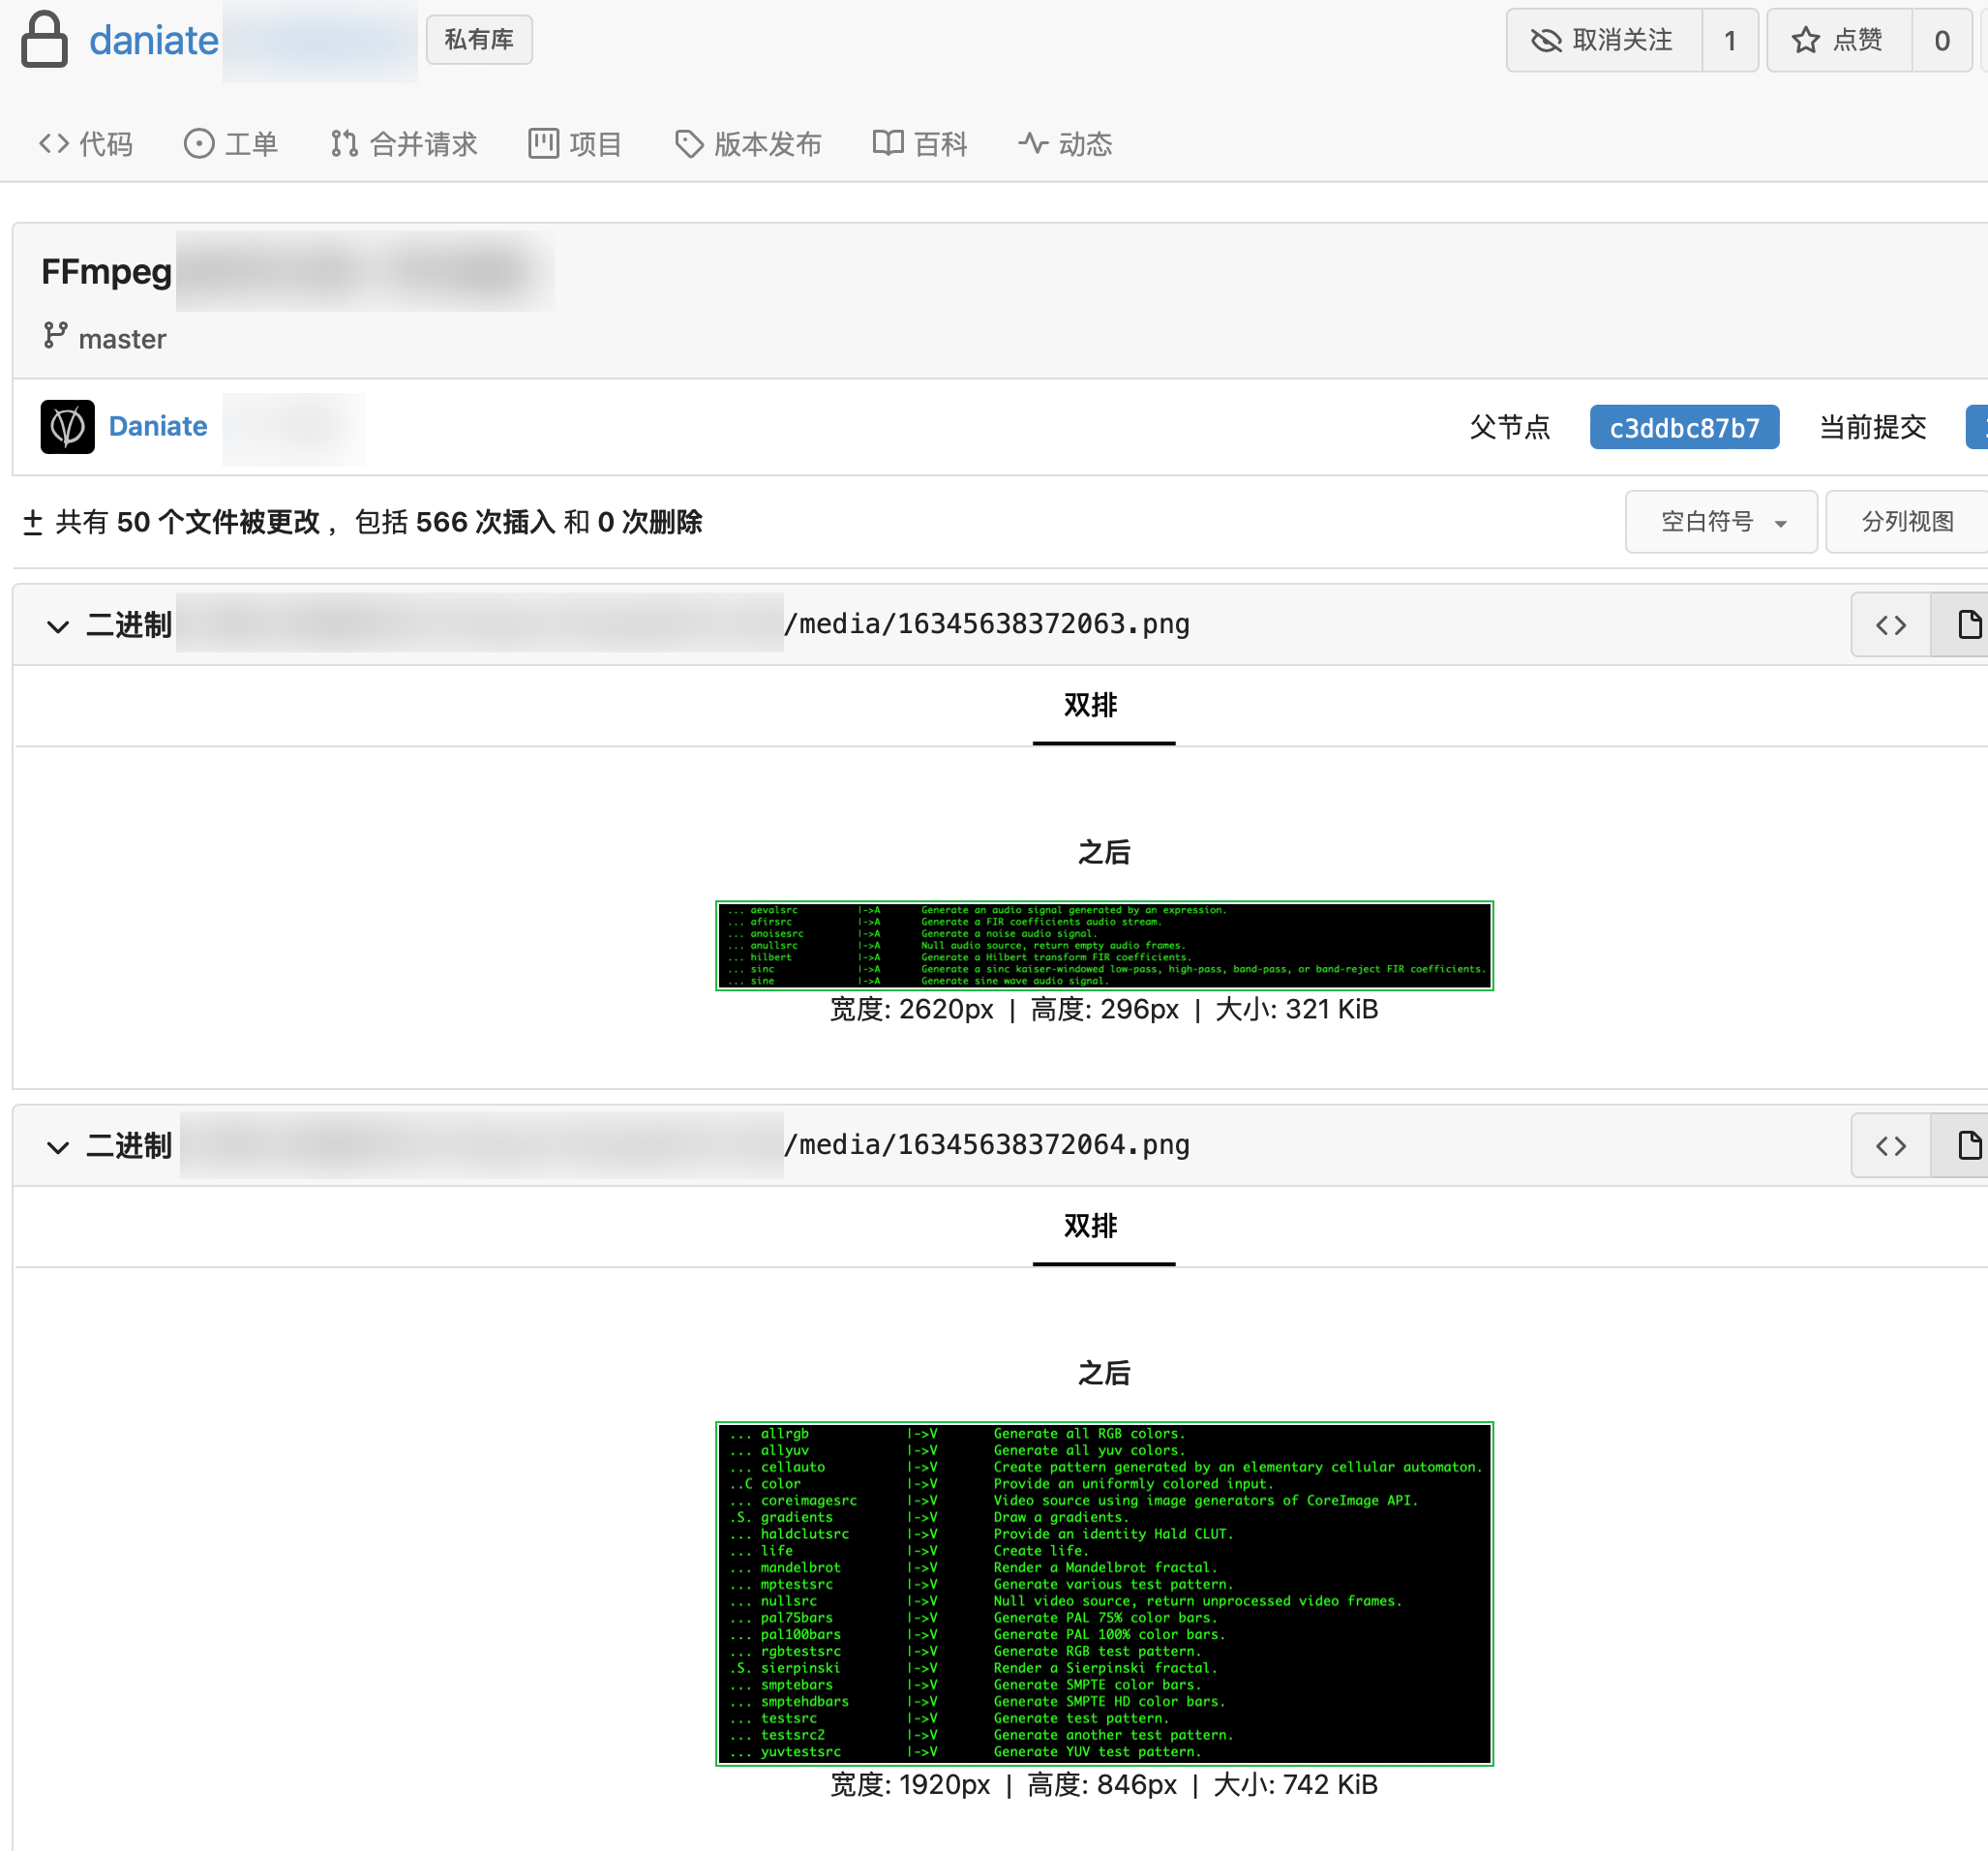 daniate 私有库 取消关注 1 点赞 0
代码 工单 合并请求 项目 版本发布 百科 动态
FFmpeg
master
Daniate 父节点 c3ddbc87b7 当前提交
± 共有 50 个文件被更改 ，包括 566 次插入 和 0 次删除 空白符号 分列视图
二进制 /media/16345638372063.png
双排
之后
... aevalsrc |->A Generate an audio signal generated by an expression.
... afirsrc |->A Generate a FIR coefficients audio stream.
... anoisesrc |->A Generate a noise audio signal.
... anullsrc |->A Null audio source, return empty audio frames.
... hilbert |->A Generate a Hilbert transform FIR coefficients.
... sinc |->A Generate a sinc kaiser-windowed low-pass, high-pass, band-pass, or band-reject FIR coefficients.
... sine |->A Generate sine wave audio signal.
宽度: 2620px | 高度: 296px | 大小: 321 KiB
二进制 /media/16345638372064.png
双排
之后
... allrgb |->V Generate all RGB colors.
... allyuv |->V Generate all yuv colors.
... cellauto |->V Create pattern generated by an elementary cellular automaton.
..C color |->V Provide an uniformly colored input.
... coreimagesrc |->V Video source using image generators of CoreImage API.
.S. gradients |->V Draw a gradients.
... haldclutsrc |->V Provide an identity Hald CLUT.
... life |->V Create life.
... mandelbrot |->V Render a Mandelbrot fractal.
... mptestsrc |->V Generate various test pattern.
... nullsrc |->V Null video source, return unprocessed video frames.
... pal75bars |->V Generate PAL 75% color bars.
... pal100bars |->V Generate PAL 100% color bars.
... rgbtestsrc |->V Generate RGB test pattern.
.S. sierpinski |->V Render a Sierpinski fractal.
... smptebars |->V Generate SMPTE color bars.
... smptehdbars |->V Generate SMPTE HD color bars.
... testsrc |->V Generate test pattern.
... testsrc2 |->V Generate another test pattern.
... yuvtestsrc |->V Generate YUV test pattern.
宽度: 1920px | 高度: 846px | 大小: 742 KiB